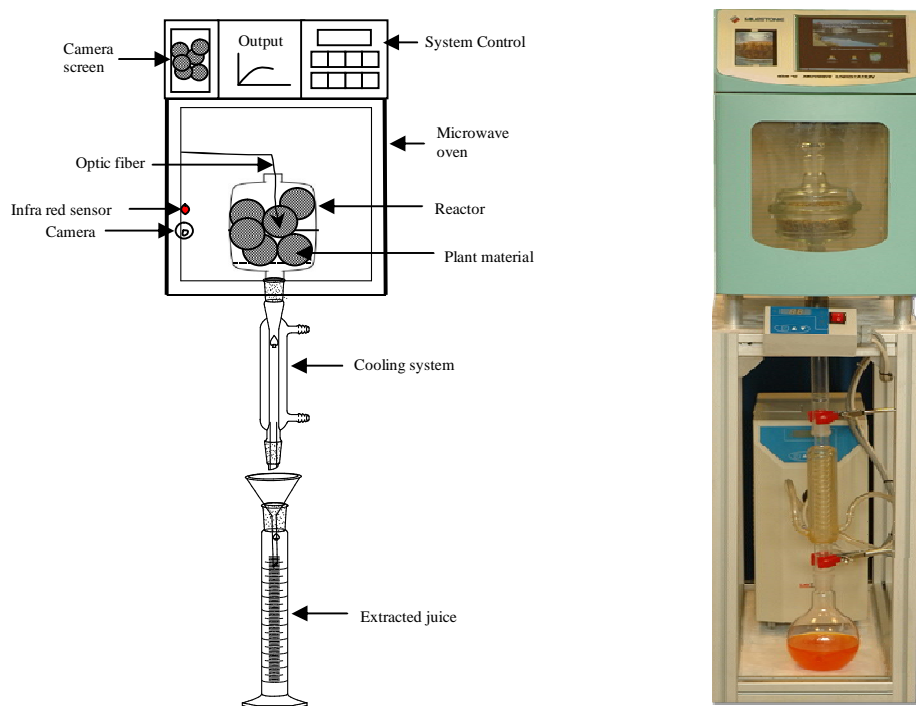 Camera
screen
Output
System Control
Microwave
oven
Optic fiber
Infra red sensor
Reactor
Camera
Plant material
Cooling system
Extracted juice
MILESTONE